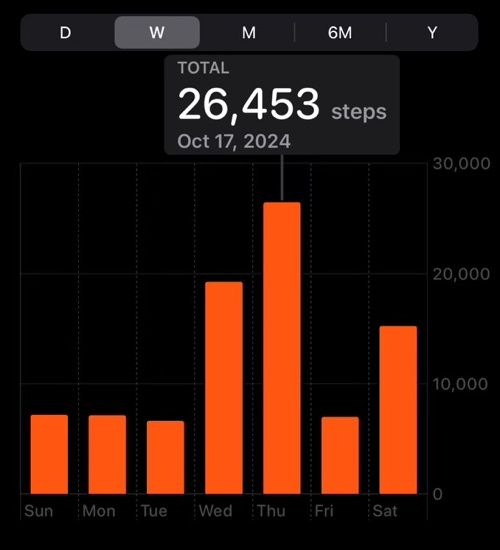 D W M 6M Y
TOTAL
26,453 steps
Oct 17, 2024
30,000
20,000
10,000
0
Sun Mon Tue Wed Thu Fri Sat